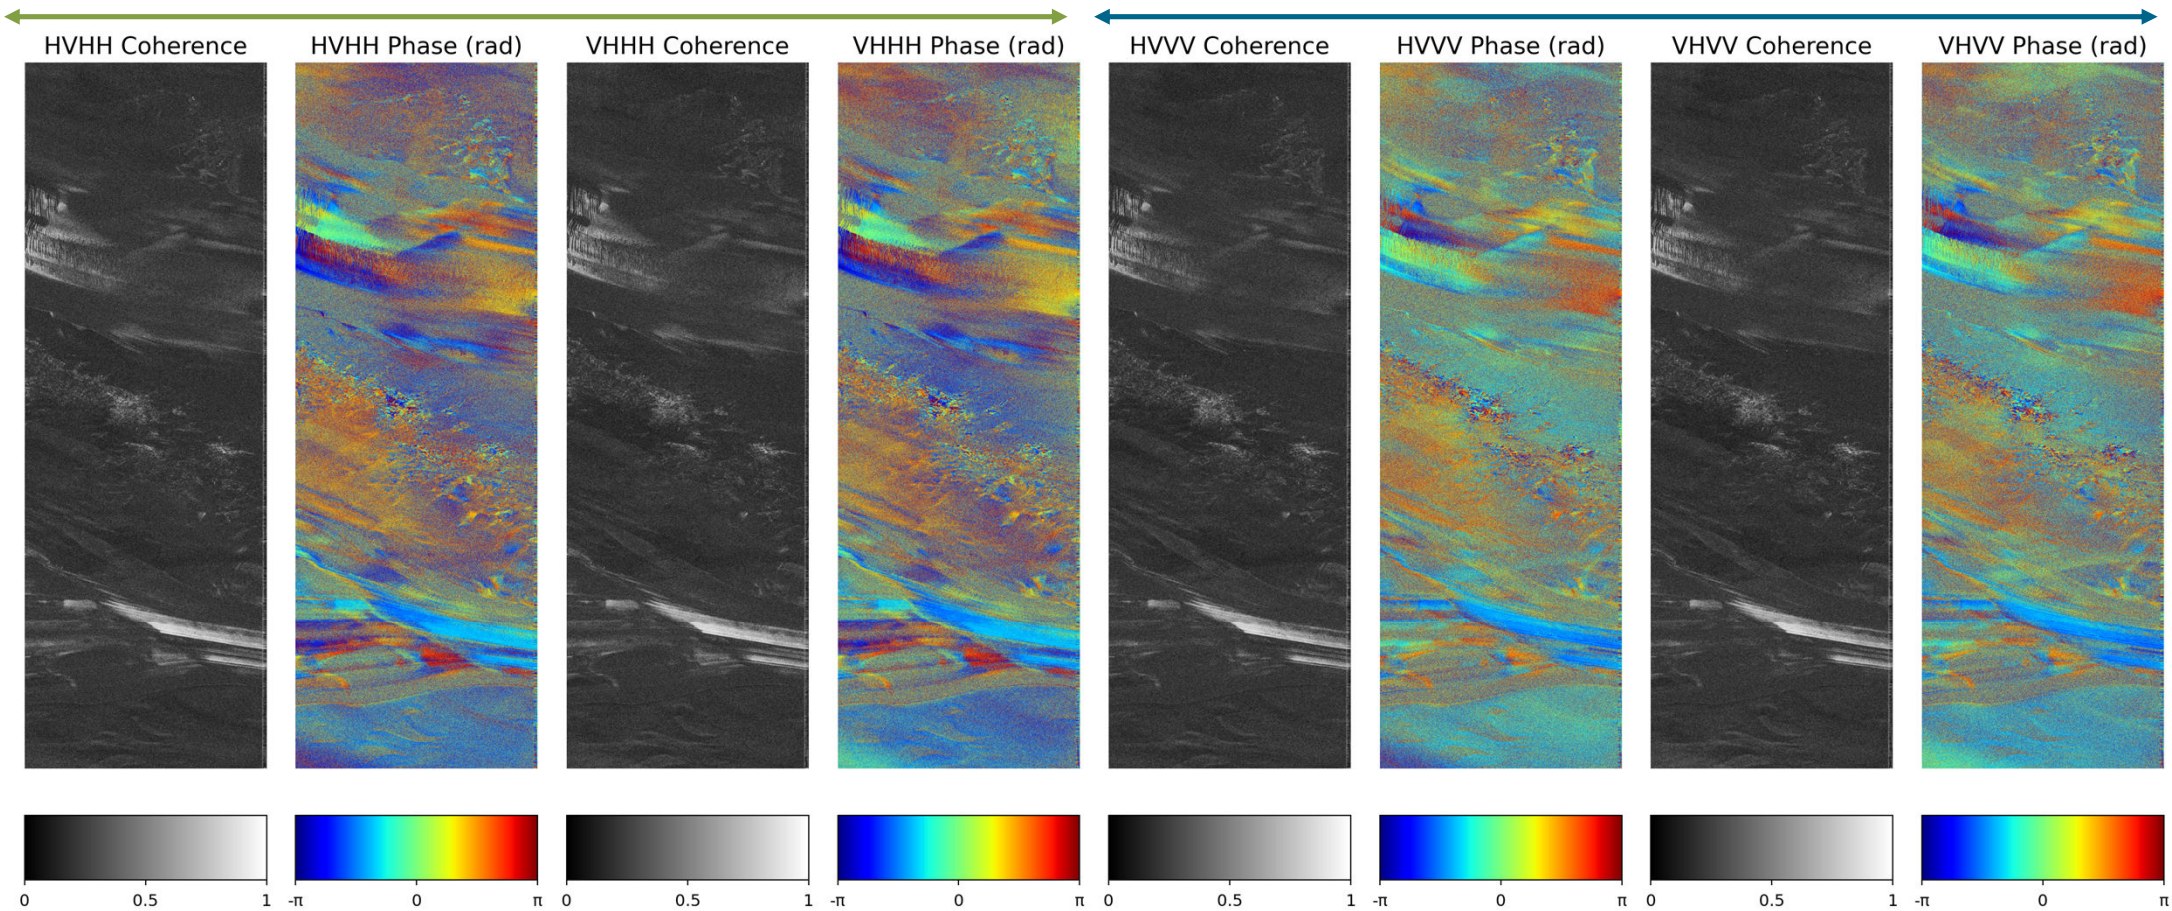 HVHH Coherence HVHH Phase (rad) VHHH Coherence VHHH Phase (rad) HVVV Coherence HVVV Phase (rad) VHVV Coherence VHVV Phase (rad)
0 0.5 1 -π 0 π 0 0.5 1 -π 0 π 0 0.5 1 -π 0 π 0 0.5 1 -π 0 π